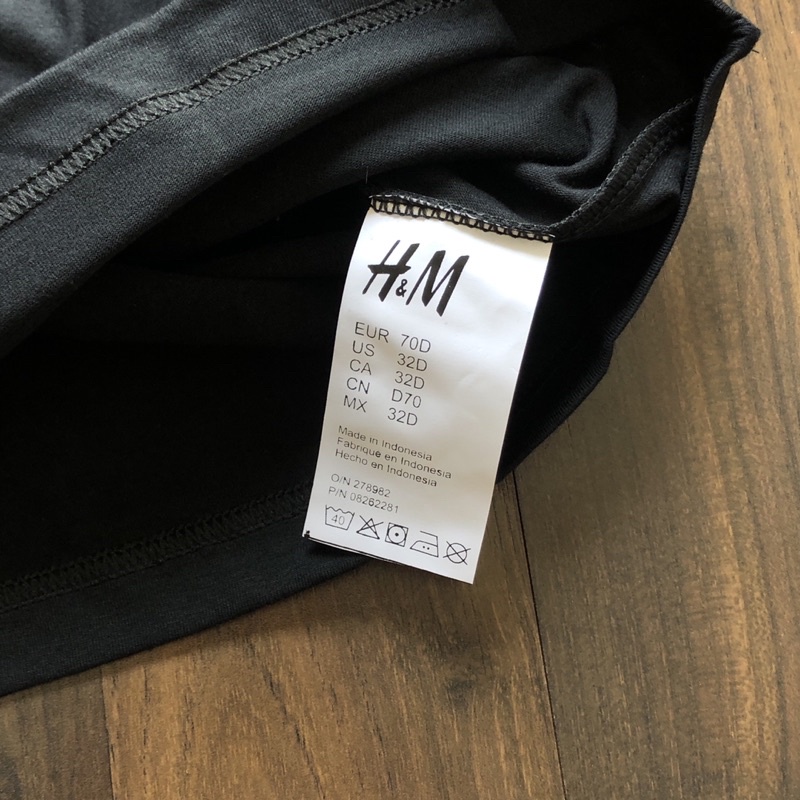 H&M
EUR 70D
US 32D
CA 32D
CN D70
MX 32D
Made in Indonesia
Fabriqué en Indonesia
Hecho en Indonesia
O/N 278982
P/N 08262281
40